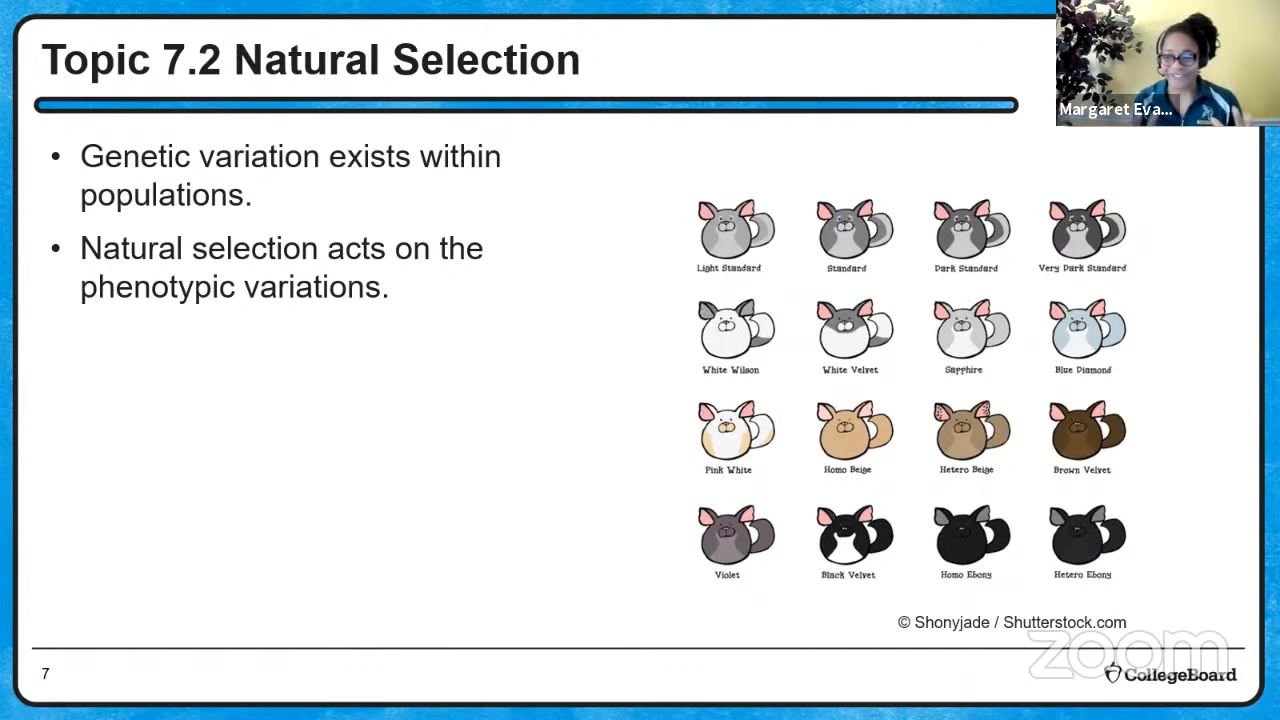 Topic 7.2 Natural Selection
Margaret Eva...
• Genetic variation exists within
populations.
• Natural selection acts on the
phenotypic variations.
Light Standard
Standard
Dark Standard
Very Dark Standard
White Wilson
White Velvet
Sapphire
Blue Diamond
Pink White
Homo Beige
Hetero Beige
Brown Velvet
Violet
Black Velvet
Homo Ebony
Hetero Ebony
© Shonyjade / Shutterstock.com
zoom
7
CollegeBoard